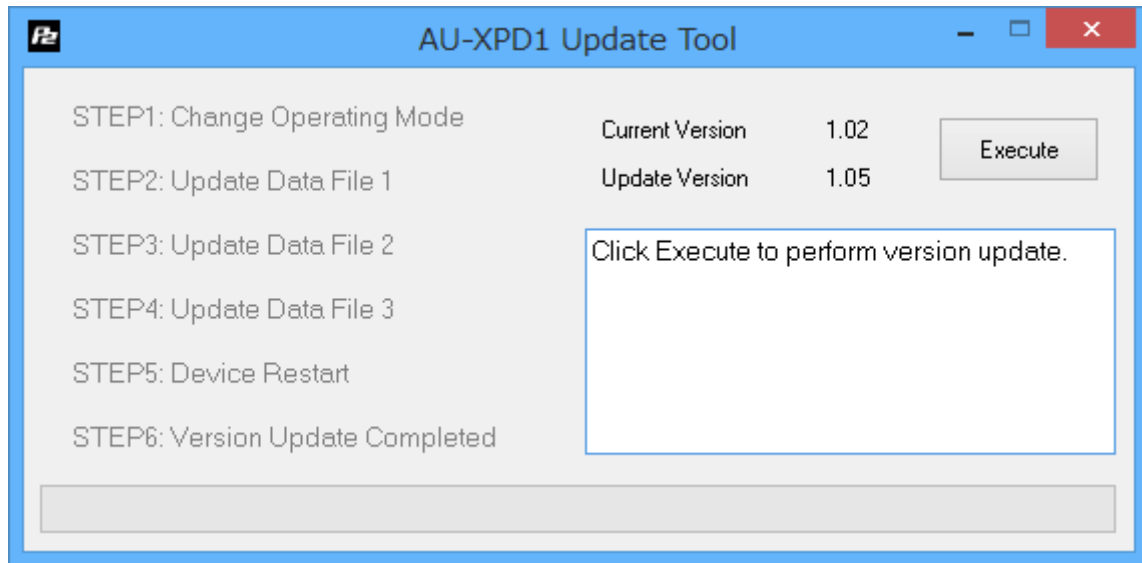 P2
AU-XPD1 Update Tool
STEP1: Change Operating Mode
STEP2: Update Data File 1
STEP3: Update Data File 2
STEP4: Update Data File 3
STEP5: Device Restart
STEP6: Version Update Completed
Current Version 1.02
Update Version 1.05
Execute
Click Execute to perform version update.